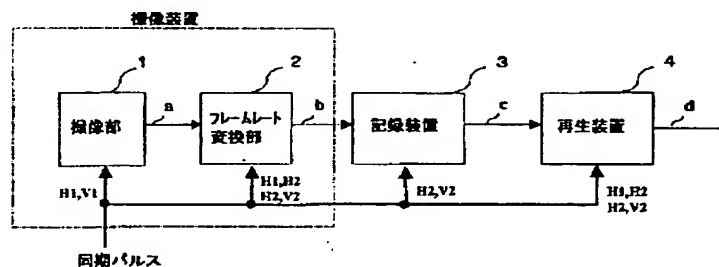 撮像装置
1
2
3
4
撮像部
a
フレームレート
変換部
b
記録装置
c
再生装置
d
H1,V1
H1,H2
H2,V2
H2,V2
H1,H2
H2,V2
同期パルス